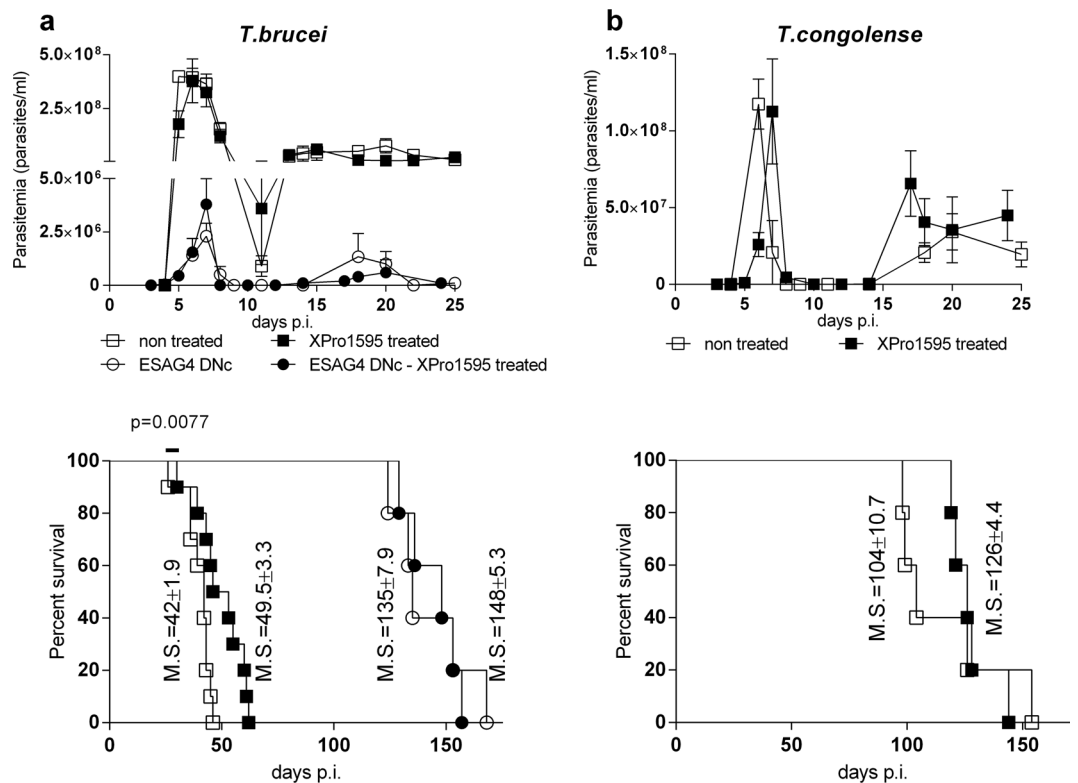 a
T.brucei
Parasitemia (parasites/ml)
5.0×10⁸
2.5×10⁸
0
5.0×10⁶
2.5×10⁶
0
0 5 10 15 20 25
days p.i.
non treated
XPro1595 treated
ESAG4 DNc
ESAG4 DNc - XPro1595 treated
b
T.congolense
Parasitemia (parasites/ml)
1.5×10⁸
1.0×10⁸
5.0×10⁷
0
0 5 10 15 20 25
days p.i.
non treated
XPro1595 treated
p=0.0077
Percent survival
100
80
60
40
20
0
M.S.=42±1.9
M.S.=49.5±3.3
M.S.=135±7.9
M.S.=148±5.3
0 50 100 150
days p.i.
Percent survival
100
80
60
40
20
0
M.S.=104±10.7
M.S.=126±4.4
0 50 100 150
days p.i.